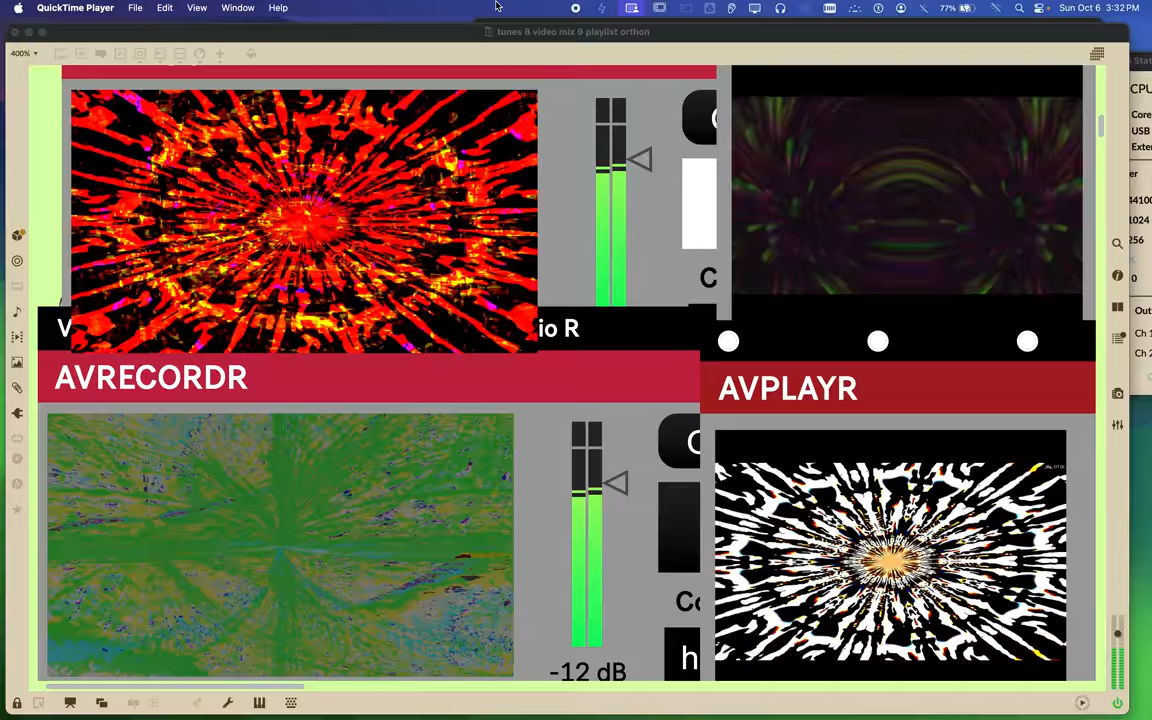 QuickTime Player File Edit View Window Help 77% Sun Oct 6 3:32 PM
tunes 8 video mix 9 playlist orthon
400%
Stat
CPU
Core
USB
Exter
er
44100
1024
256
0
Out
Ch 1
Ch 2
C
C
V
io R
AVRECORDR
AVPLAYR
C
Co
h
-12 dB